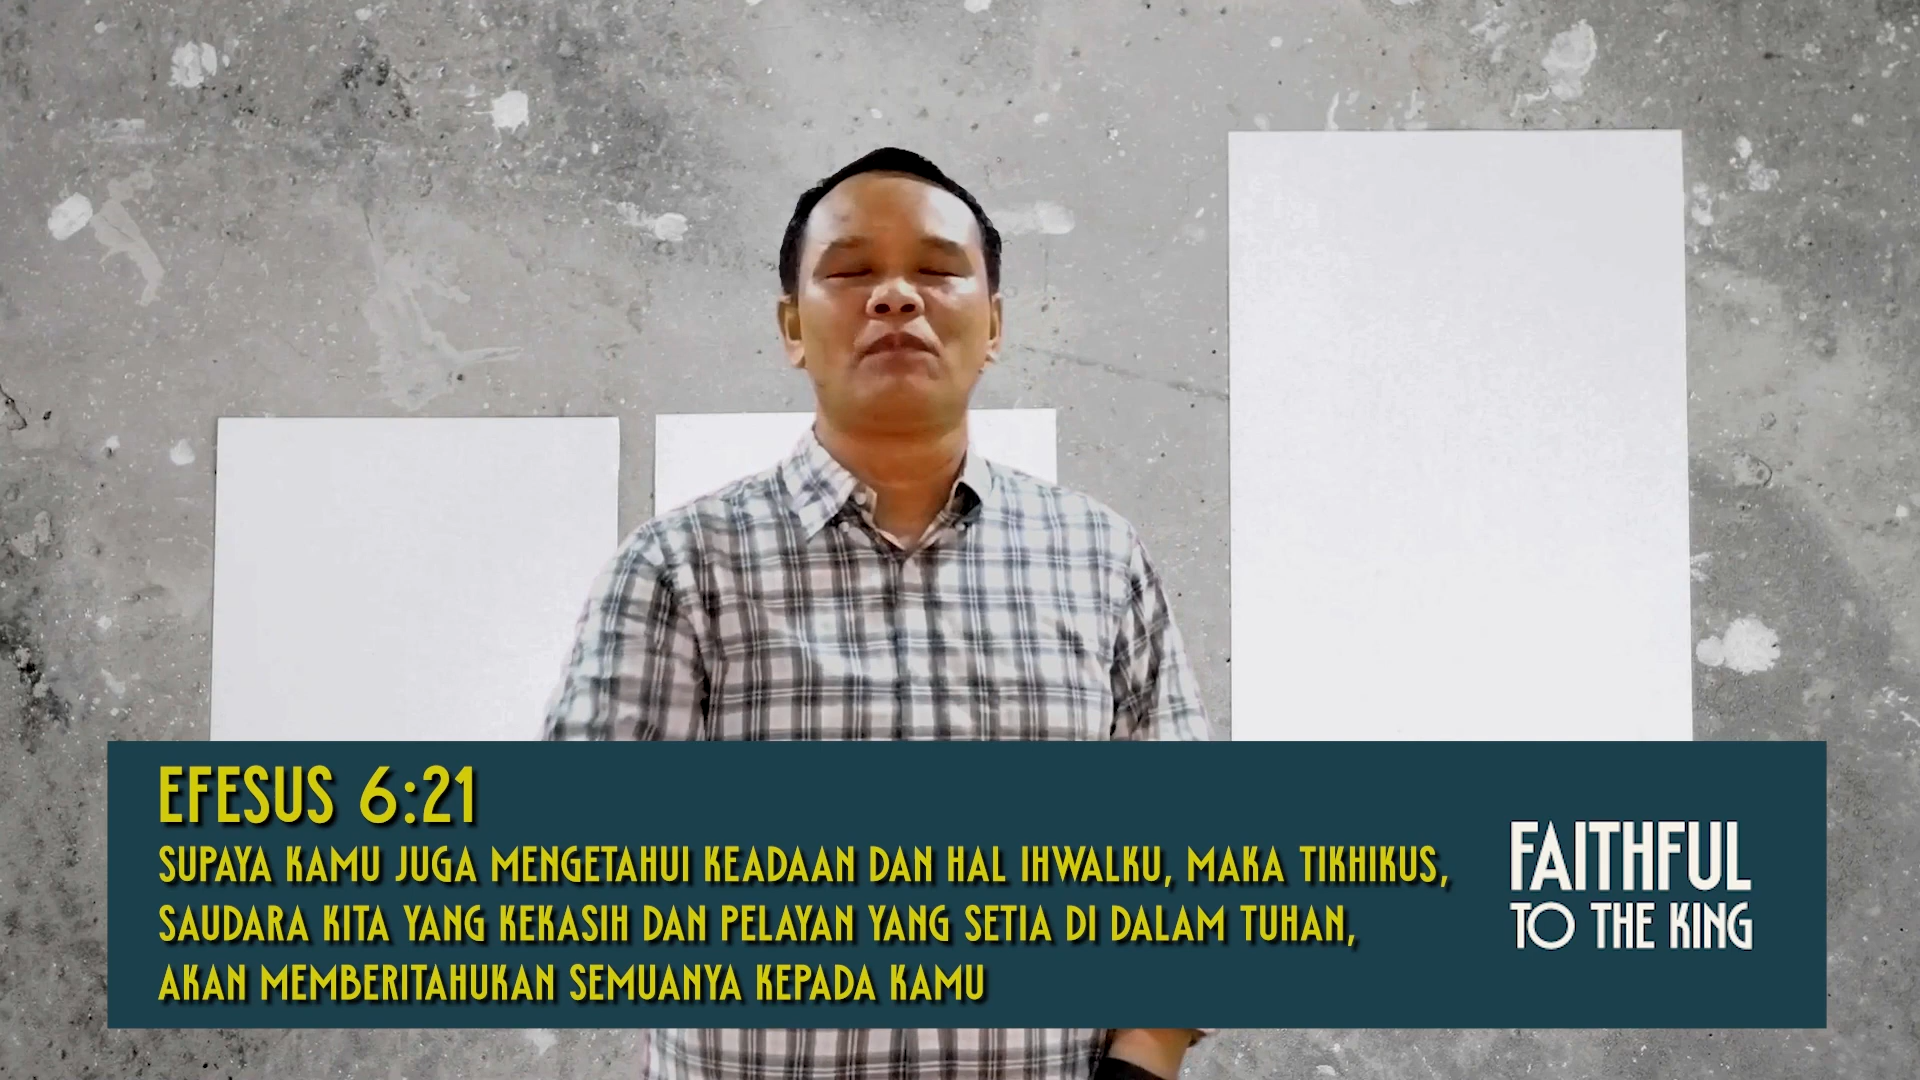 EFESUS 6:21
SUPAYA KAMU JUGA MENGETAHUI KEADAAN DAN HAL IHWALKU, MAKA TIKHIKUS,
SAUDARA KITA YANG KEKASIH DAN PELAYAN YANG SETIA DI DALAM TUHAN,
AKAN MEMBERITAHUKAN SEMUANYA KEPADA KAMU
FAITHFUL
TO THE KING